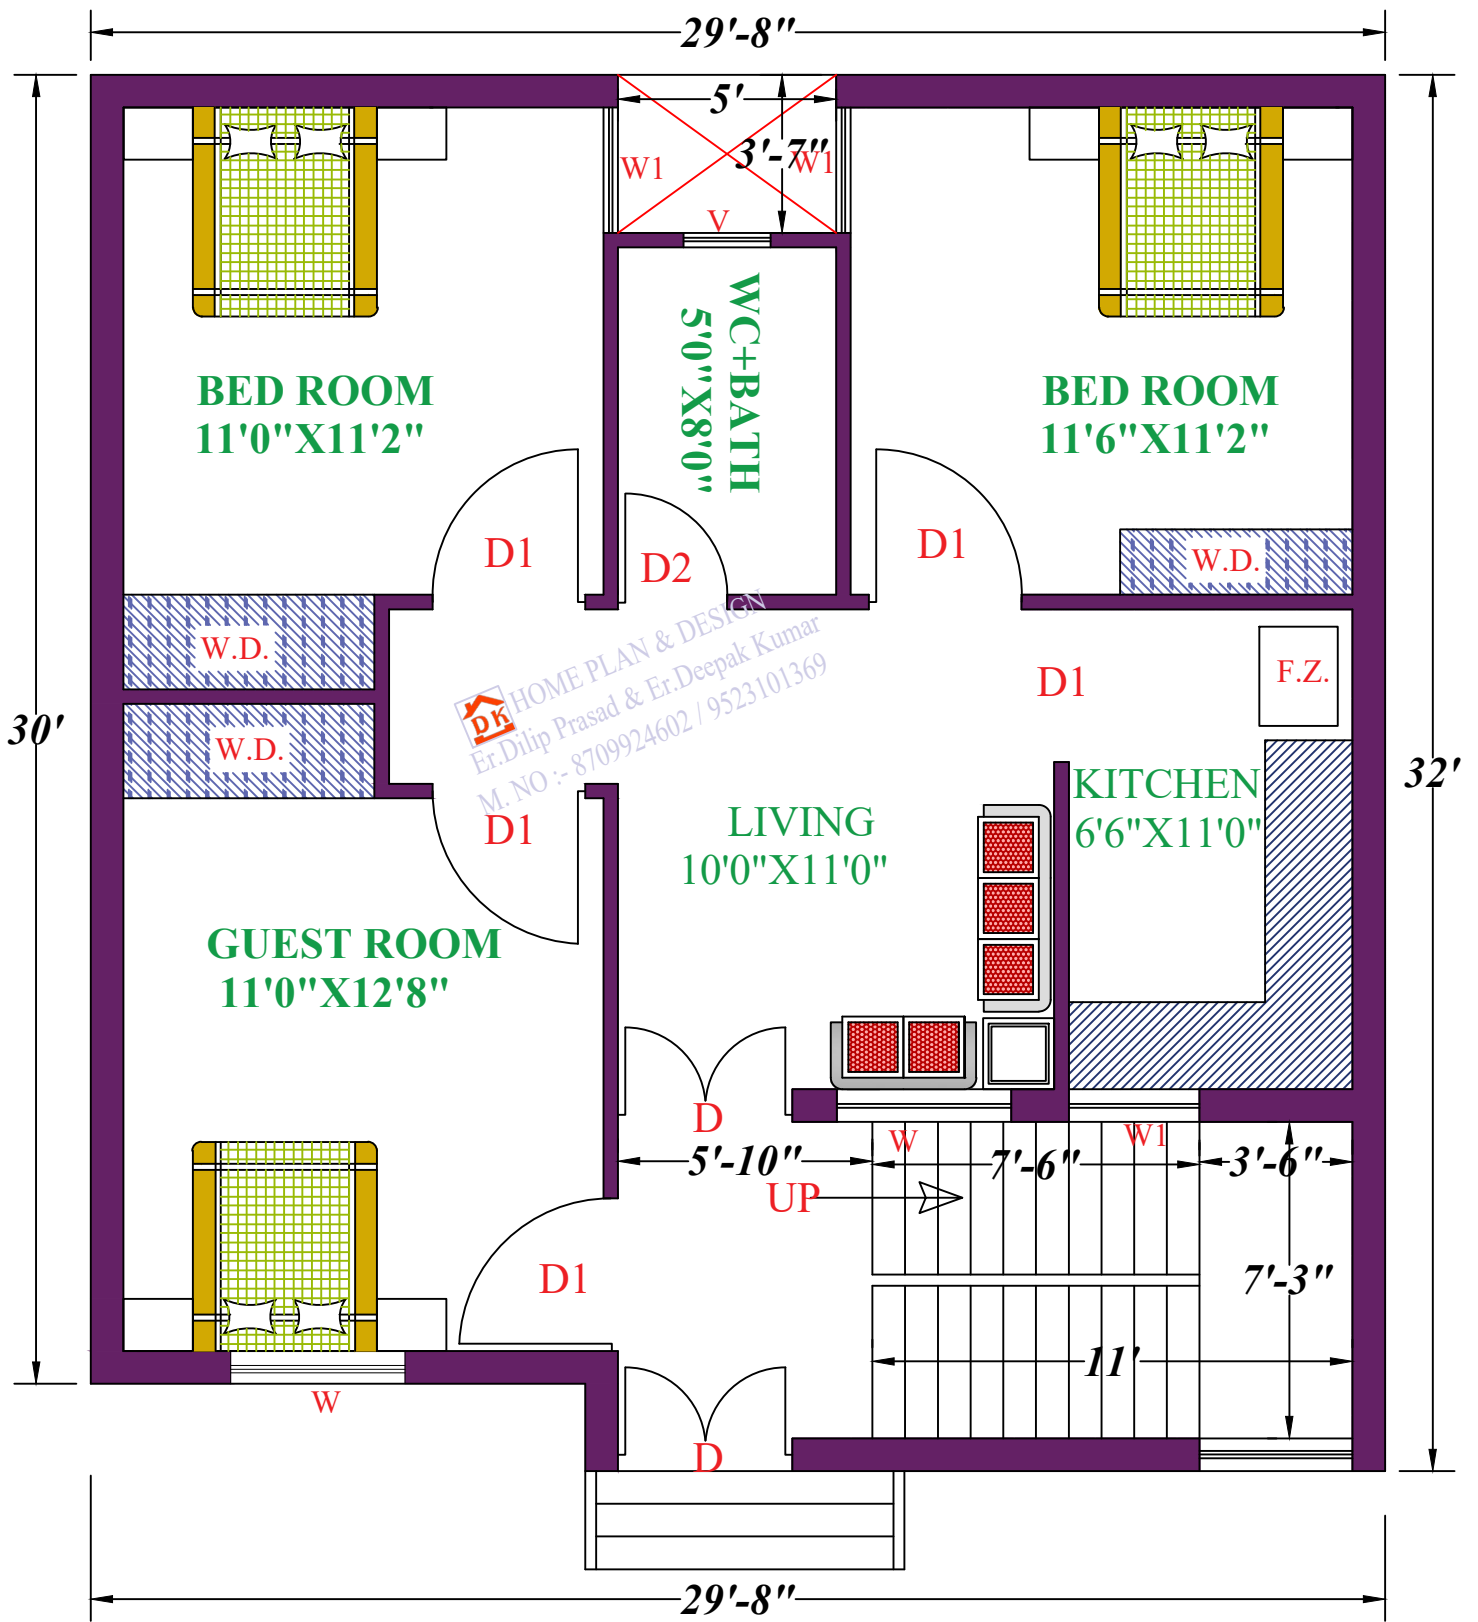 29'-8"
5'
3'-7"
W1
W1
V
WC+BATH
5'0"X8'0"
BED ROOM
11'0"X11'2"
BED ROOM
11'6"X11'2"
D1
D2
D1
W.D.
W.D.
W.D.
D1
F.Z.
HOME PLAN & DESIGN
Er.Dilip Prasad & Er.Deepak Kumar
M. NO :- 8709924602 / 9523101369
DK
30'
32'
KITCHEN
6'6"X11'0"
LIVING
10'0"X11'0"
D1
GUEST ROOM
11'0"X12'8"
D
W
W1
5'-10"
7'-6"
3'-6"
UP
D1
7'-3"
11'
W
D
29'-8"